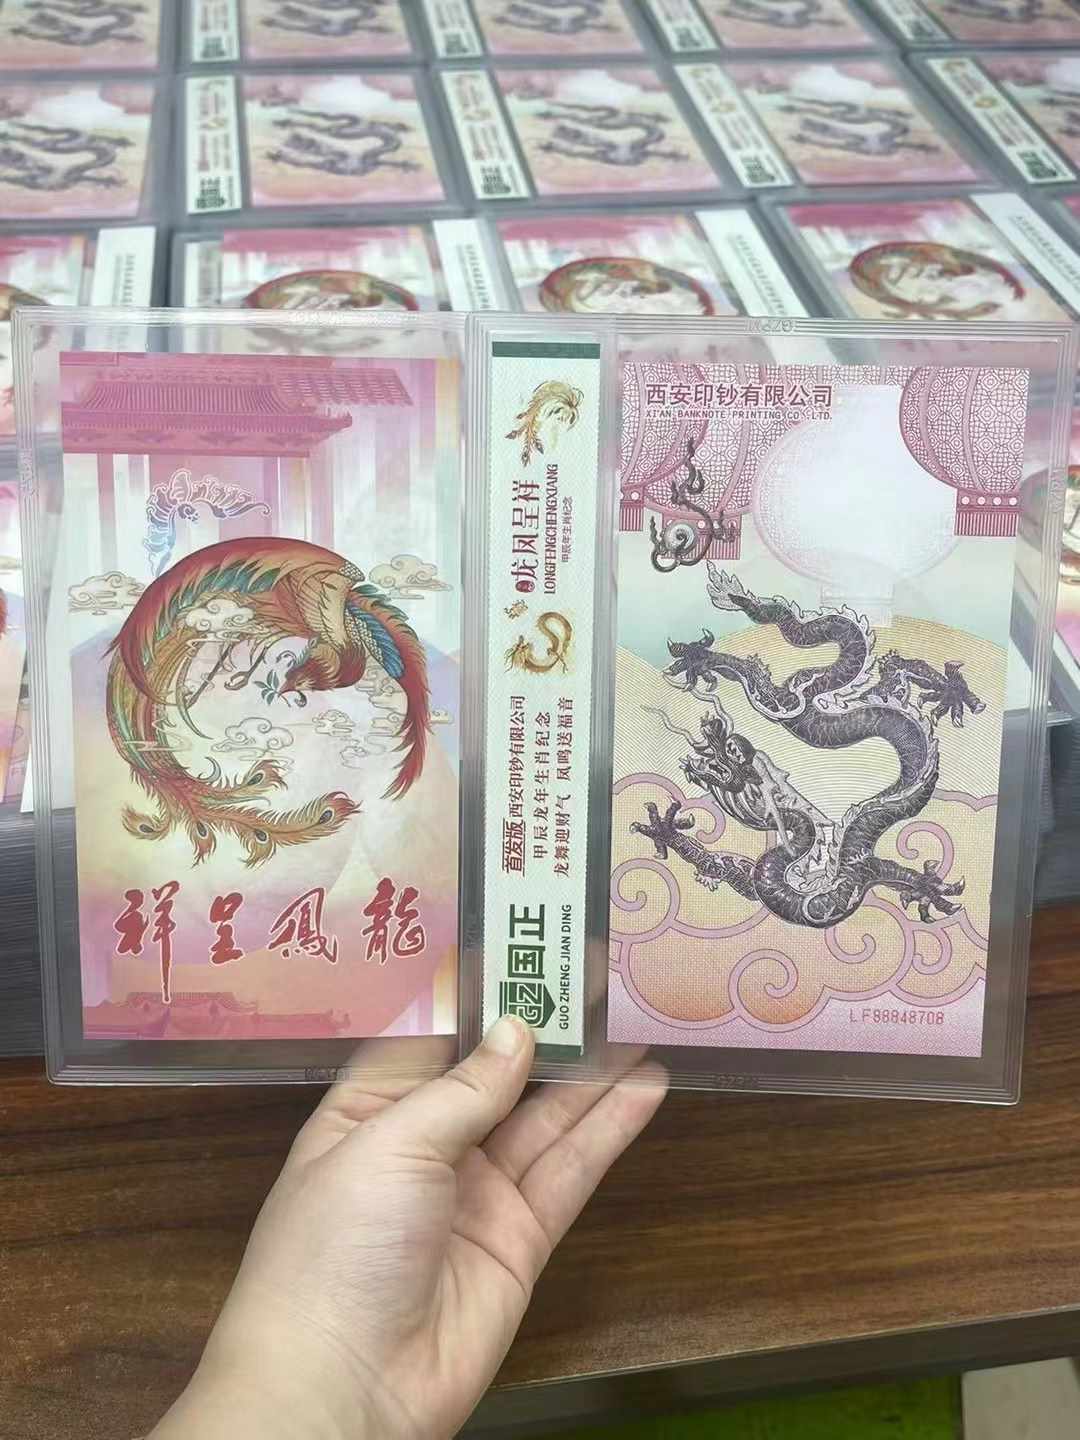 祥呈鳳龍
龙凤呈祥
LONGFENGCHENGXIANG
甲辰年生肖纪念
首发版 西安印钞有限公司
甲辰龙年生肖纪念
龙舞迎财气 凤鸣送福音
GZ 国正
GUO ZHENG JIAN DING
西安印钞有限公司
XI'AN BANKNOTE PRINTING CO.,LTD.
LF88848708